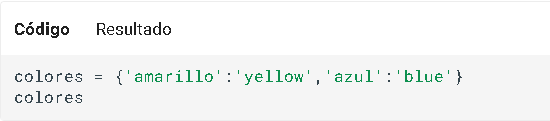 Código Resultado
colores = {'amarillo':'yellow','azul':'blue'}
colores